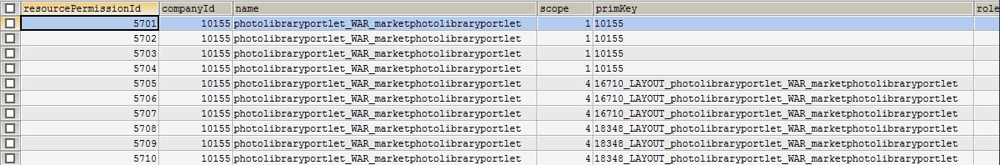 resourcePermissionId companyId name scope primKey role
5701 10155 photolibraryportlet_WAR_marketphotolibraryportlet 1 10155
5702 10155 photolibraryportlet_WAR_marketphotolibraryportlet 1 10155
5703 10155 photolibraryportlet_WAR_marketphotolibraryportlet 1 10155
5704 10155 photolibraryportlet_WAR_marketphotolibraryportlet 1 10155
5705 10155 photolibraryportlet_WAR_marketphotolibraryportlet 4 16710_LAYOUT_photolibraryportlet_WAR_marketphotolibraryportlet
5706 10155 photolibraryportlet_WAR_marketphotolibraryportlet 4 16710_LAYOUT_photolibraryportlet_WAR_marketphotolibraryportlet
5707 10155 photolibraryportlet_WAR_marketphotolibraryportlet 4 16710_LAYOUT_photolibraryportlet_WAR_marketphotolibraryportlet
5708 10155 photolibraryportlet_WAR_marketphotolibraryportlet 4 18348_LAYOUT_photolibraryportlet_WAR_marketphotolibraryportlet
5709 10155 photolibraryportlet_WAR_marketphotolibraryportlet 4 18348_LAYOUT_photolibraryportlet_WAR_marketphotolibraryportlet
5710 10155 photolibraryportlet_WAR_marketphotolibraryportlet 4 18348_LAYOUT_photolibraryportlet_WAR_marketphotolibraryportlet